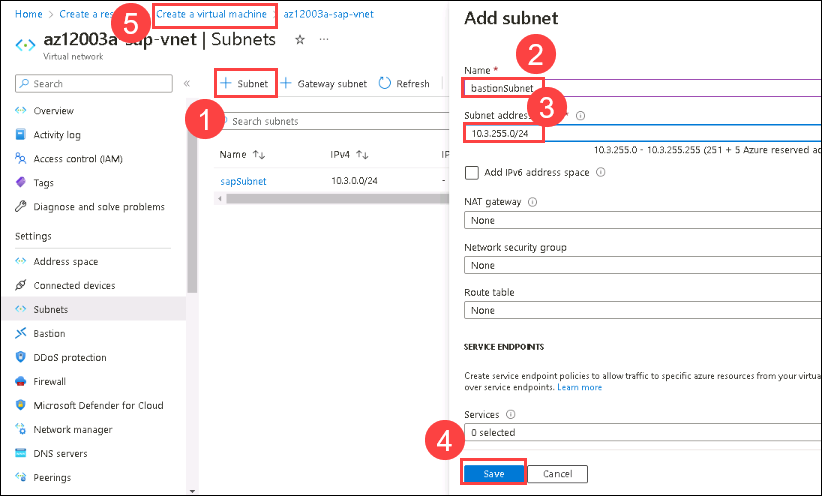 Home > Create a res 5 Create a virtual machine > az12003a-sap-vnet
az12003a-sap-vnet | Subnets ☆ ···
Virtual network
Search «
Overview
Activity log
Access control (IAM)
Tags
Diagnose and solve problems
Settings
Address space
Connected devices
Subnets
Bastion
DDoS protection
Firewall
Microsoft Defender for Cloud
Network manager
DNS servers
Peerings
+ Subnet + Gateway subnet Refresh
1
Search subnets
Name ↑↓ IPv4 ↑↓ IP
sapSubnet 10.3.0.0/24 -
Add subnet
2
Name *
bastionSubnet
3
Subnet address *
10.3.255.0/24
10.3.255.0 - 10.3.255.255 (251 + 5 Azure reserved ad
Add IPv6 address space
NAT gateway
None
Network security group
None
Route table
None
SERVICE ENDPOINTS
Create service endpoint policies to allow traffic to specific azure resources from your virtua
over service endpoints. Learn more
Services
0 selected
4
Save Cancel